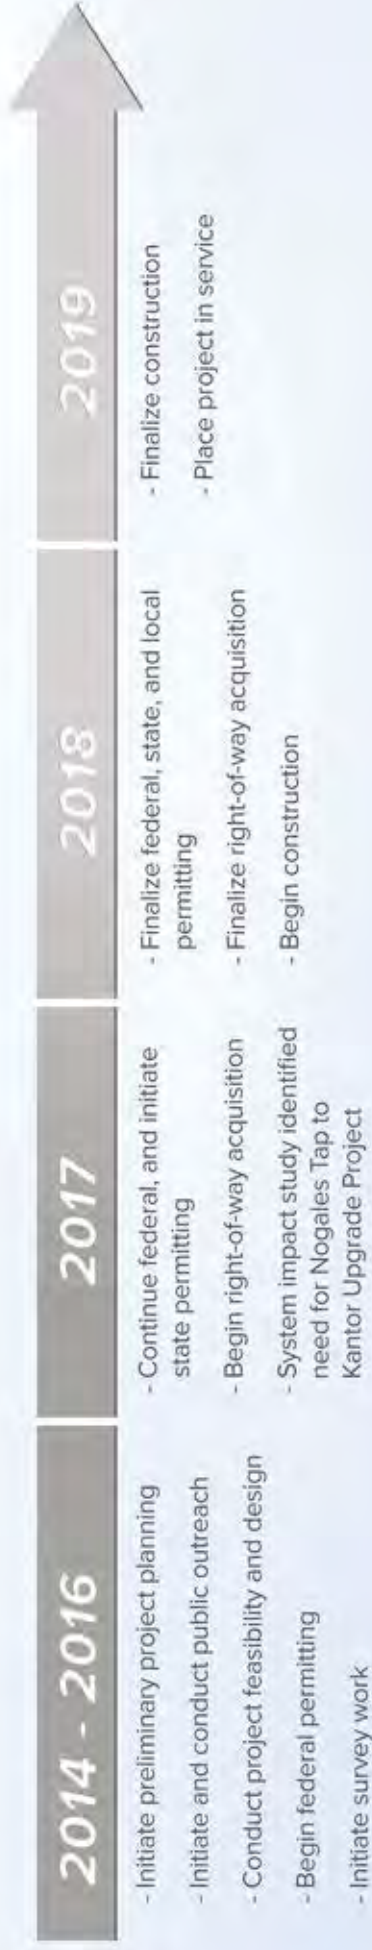 2014 - 2016
- Initiate preliminary project planning
- Initiate and conduct public outreach
- Conduct project feasibility and design
- Begin federal permitting
- Initiate survey work
2017
- Continue federal, and initiate
state permitting
- Begin right-of-way acquisition
- System impact study identified
need for Nogales Tap to
Kantor Upgrade Project
2018
- Finalize federal, state, and local
permitting
- Finalize right-of-way acquisition
- Begin construction
2019
- Finalize construction
- Place project in service